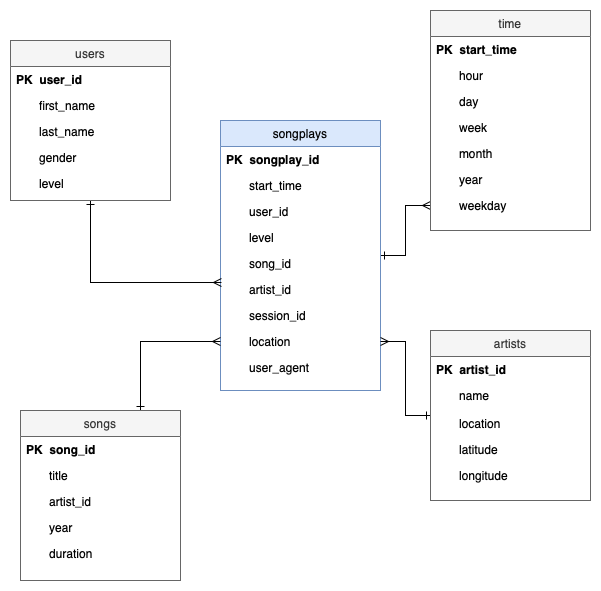 users
PK user_id
first_name
last_name
gender
level
songplays
PK songplay_id
start_time
user_id
level
song_id
artist_id
session_id
location
user_agent
time
PK start_time
hour
day
week
month
year
weekday
songs
PK song_id
title
artist_id
year
duration
artists
PK artist_id
name
location
latitude
longitude